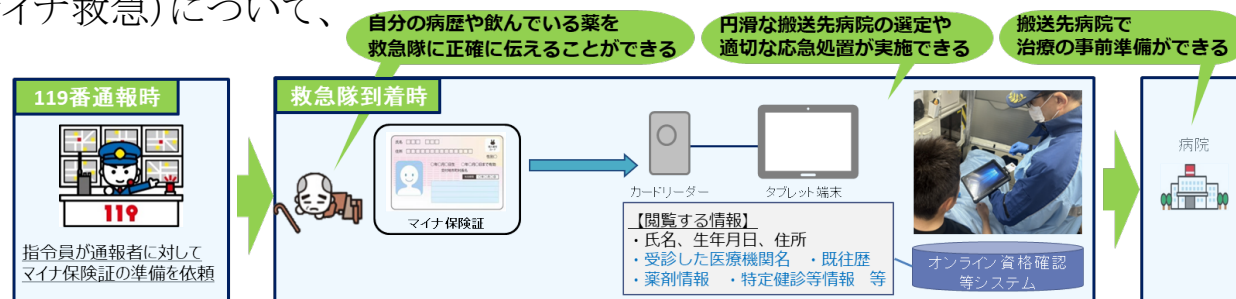 イナ救急)について、
自分の病歴や飲んでいる薬を
救急隊に正確に伝えることができる
円滑な搬送先病院の選定や
適切な応急処置が実施できる
搬送先病院で
治療の事前準備ができる
119番通報時
119
指令員が通報者に対して
マイナ保険証の準備を依頼
救急隊到着時
マイナ保険証
カードリーダー
タブレット端末
【閲覧する情報】
・氏名、生年月日、住所
・受診した医療機関名 ・既往歴
・薬剤情報 ・特定健診等情報 等
オンライン資格確認
等システム
病院